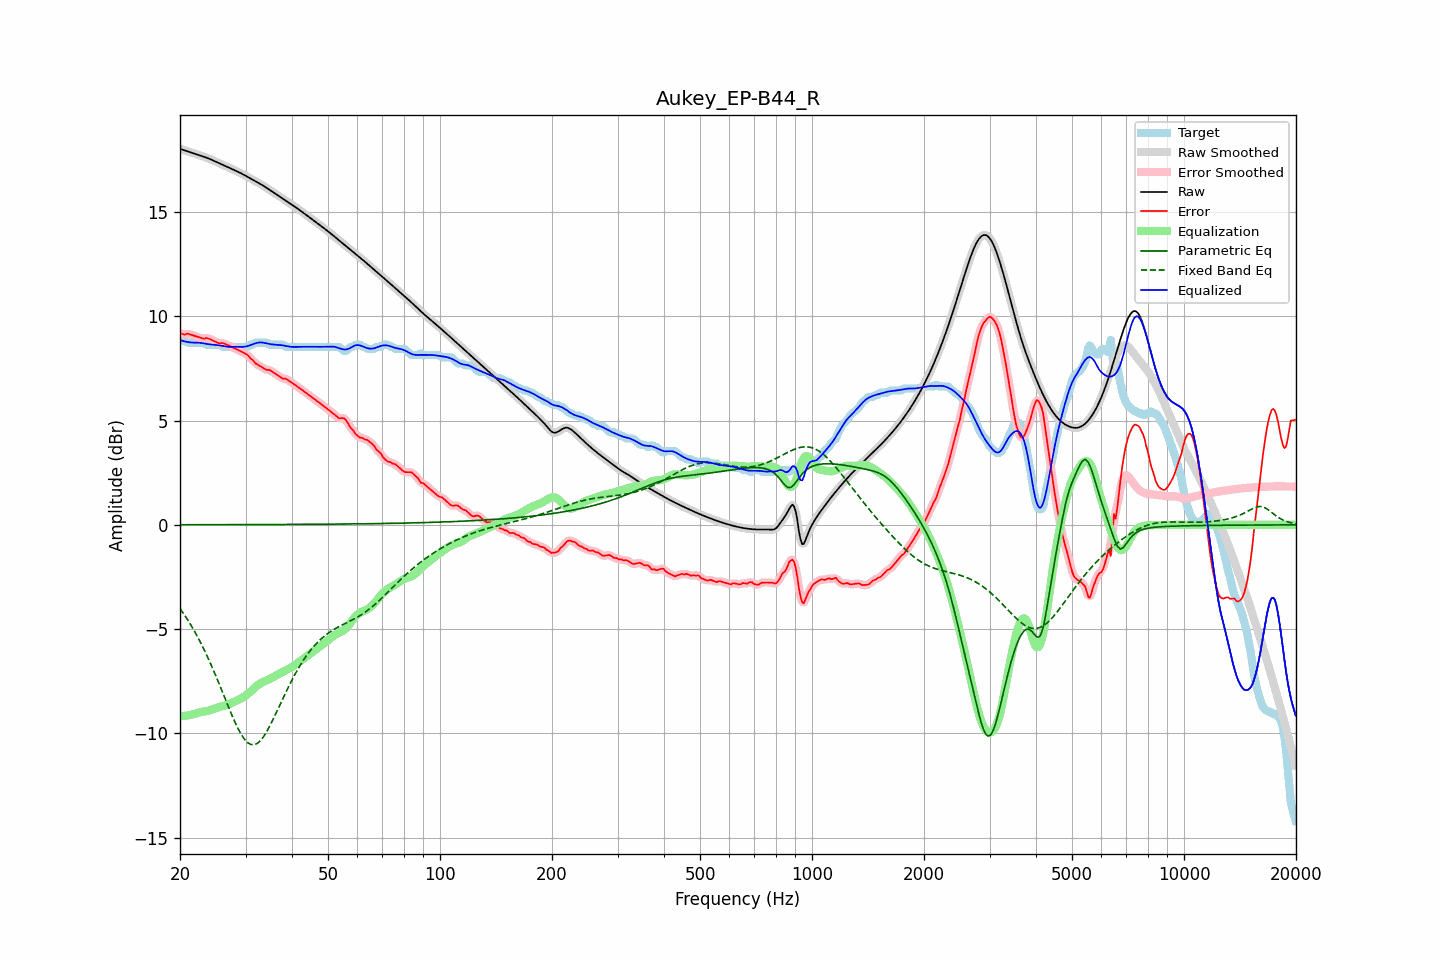 Aukey_EP-B44_R
Target
Raw Smoothed
Error Smoothed
Raw
Error
Equalization
Parametric Eq
Fixed Band Eq
Equalized
Amplitude (dBr)
15
10
5
0
−5
−10
−15
20
50
100
200
500
1000
2000
5000
10000
20000
Frequency (Hz)